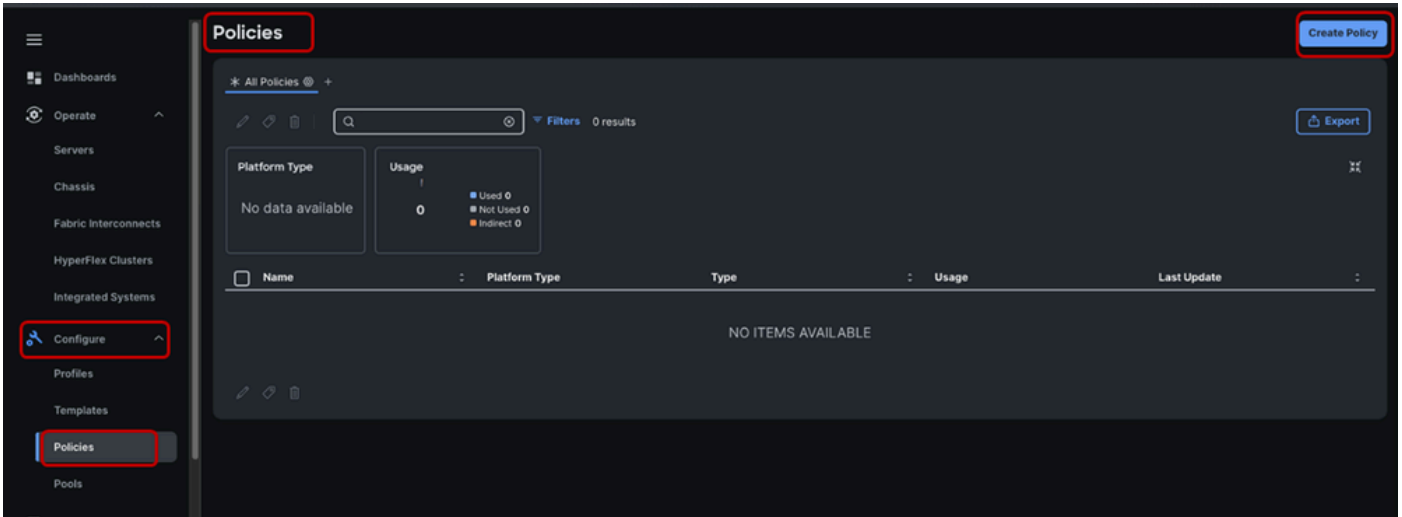 Policies
Create Policy
Dashboards
All Policies
+
Operate
Filters 0 results
Export
Servers
Platform Type
Usage
Chassis
No data available
0
Used 0
Not Used 0
Indirect 0
Fabric Interconnects
HyperFlex Clusters
Name Platform Type Type Usage Last Update
Integrated Systems
NO ITEMS AVAILABLE
Configure
Profiles
Templates
Policies
Pools